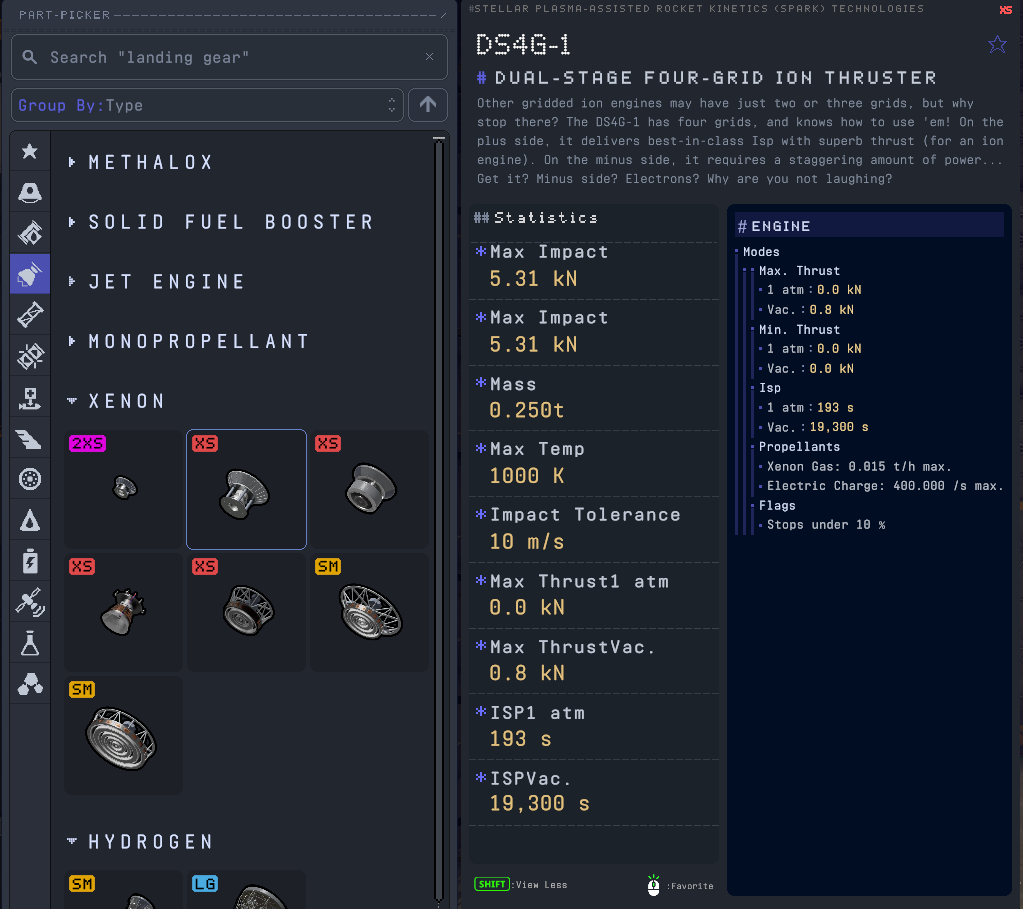 PART-PICKER
Search "landing gear"
Group By:Type
METHALOX
SOLID FUEL BOOSTER
JET ENGINE
MONOPROPELLANT
XENON
2XS
XS
XS
XS
XS
SM
SM
HYDROGEN
SM
LG
#STELLAR PLASMA-ASSISTED ROCKET KINETICS (SPARK) TECHNOLOGIES
XS
DS4G-1
# DUAL-STAGE FOUR-GRID ION THRUSTER
Other gridded ion engines may have just two or three grids, but why
stop there? The DS4G-1 has four grids, and knows how to use 'em! On the
plus side, it delivers best-in-class Isp with superb thrust (for an ion
engine). On the minus side, it requires a staggering amount of power...
Get it? Minus side? Electrons? Why are you not laughing?
## Statistics
*Max Impact
5.31 kN
*Max Impact
5.31 kN
*Mass
0.250t
*Max Temp
1000 K
*Impact Tolerance
10 m/s
*Max Thrust1 atm
0.0 kN
*Max ThrustVac.
0.8 kN
*ISP1 atm
193 s
*ISPVac.
19,300 s
SHIFT:View Less
:Favorite
# ENGINE
Modes
Max. Thrust
1 atm:0.0 kN
Vac.:0.8 kN
Min. Thrust
1 atm:0.0 kN
Vac.:0.0 kN
Isp
1 atm:193 s
Vac.:19,300 s
Propellants
Xenon Gas: 0.015 t/h max.
Electric Charge: 400.000 /s max.
Flags
Stops under 10 %